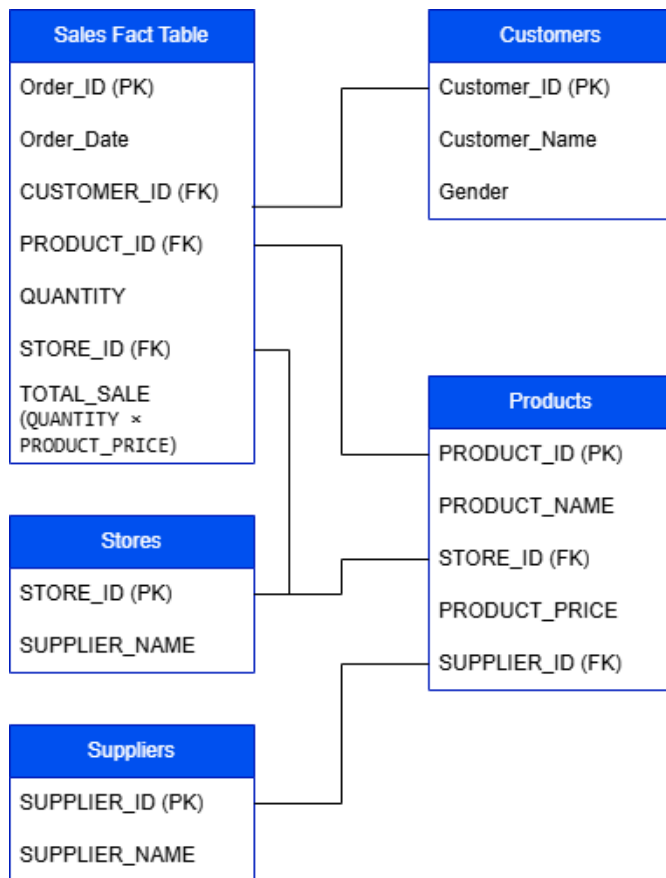 Sales Fact Table
Order_ID (PK)
Order_Date
CUSTOMER_ID (FK)
PRODUCT_ID (FK)
QUANTITY
STORE_ID (FK)
TOTAL_SALE
(QUANTITY ×
PRODUCT_PRICE)
Customers
Customer_ID (PK)
Customer_Name
Gender
Products
PRODUCT_ID (PK)
PRODUCT_NAME
STORE_ID (FK)
PRODUCT_PRICE
SUPPLIER_ID (FK)
Stores
STORE_ID (PK)
SUPPLIER_NAME
Suppliers
SUPPLIER_ID (PK)
SUPPLIER_NAME